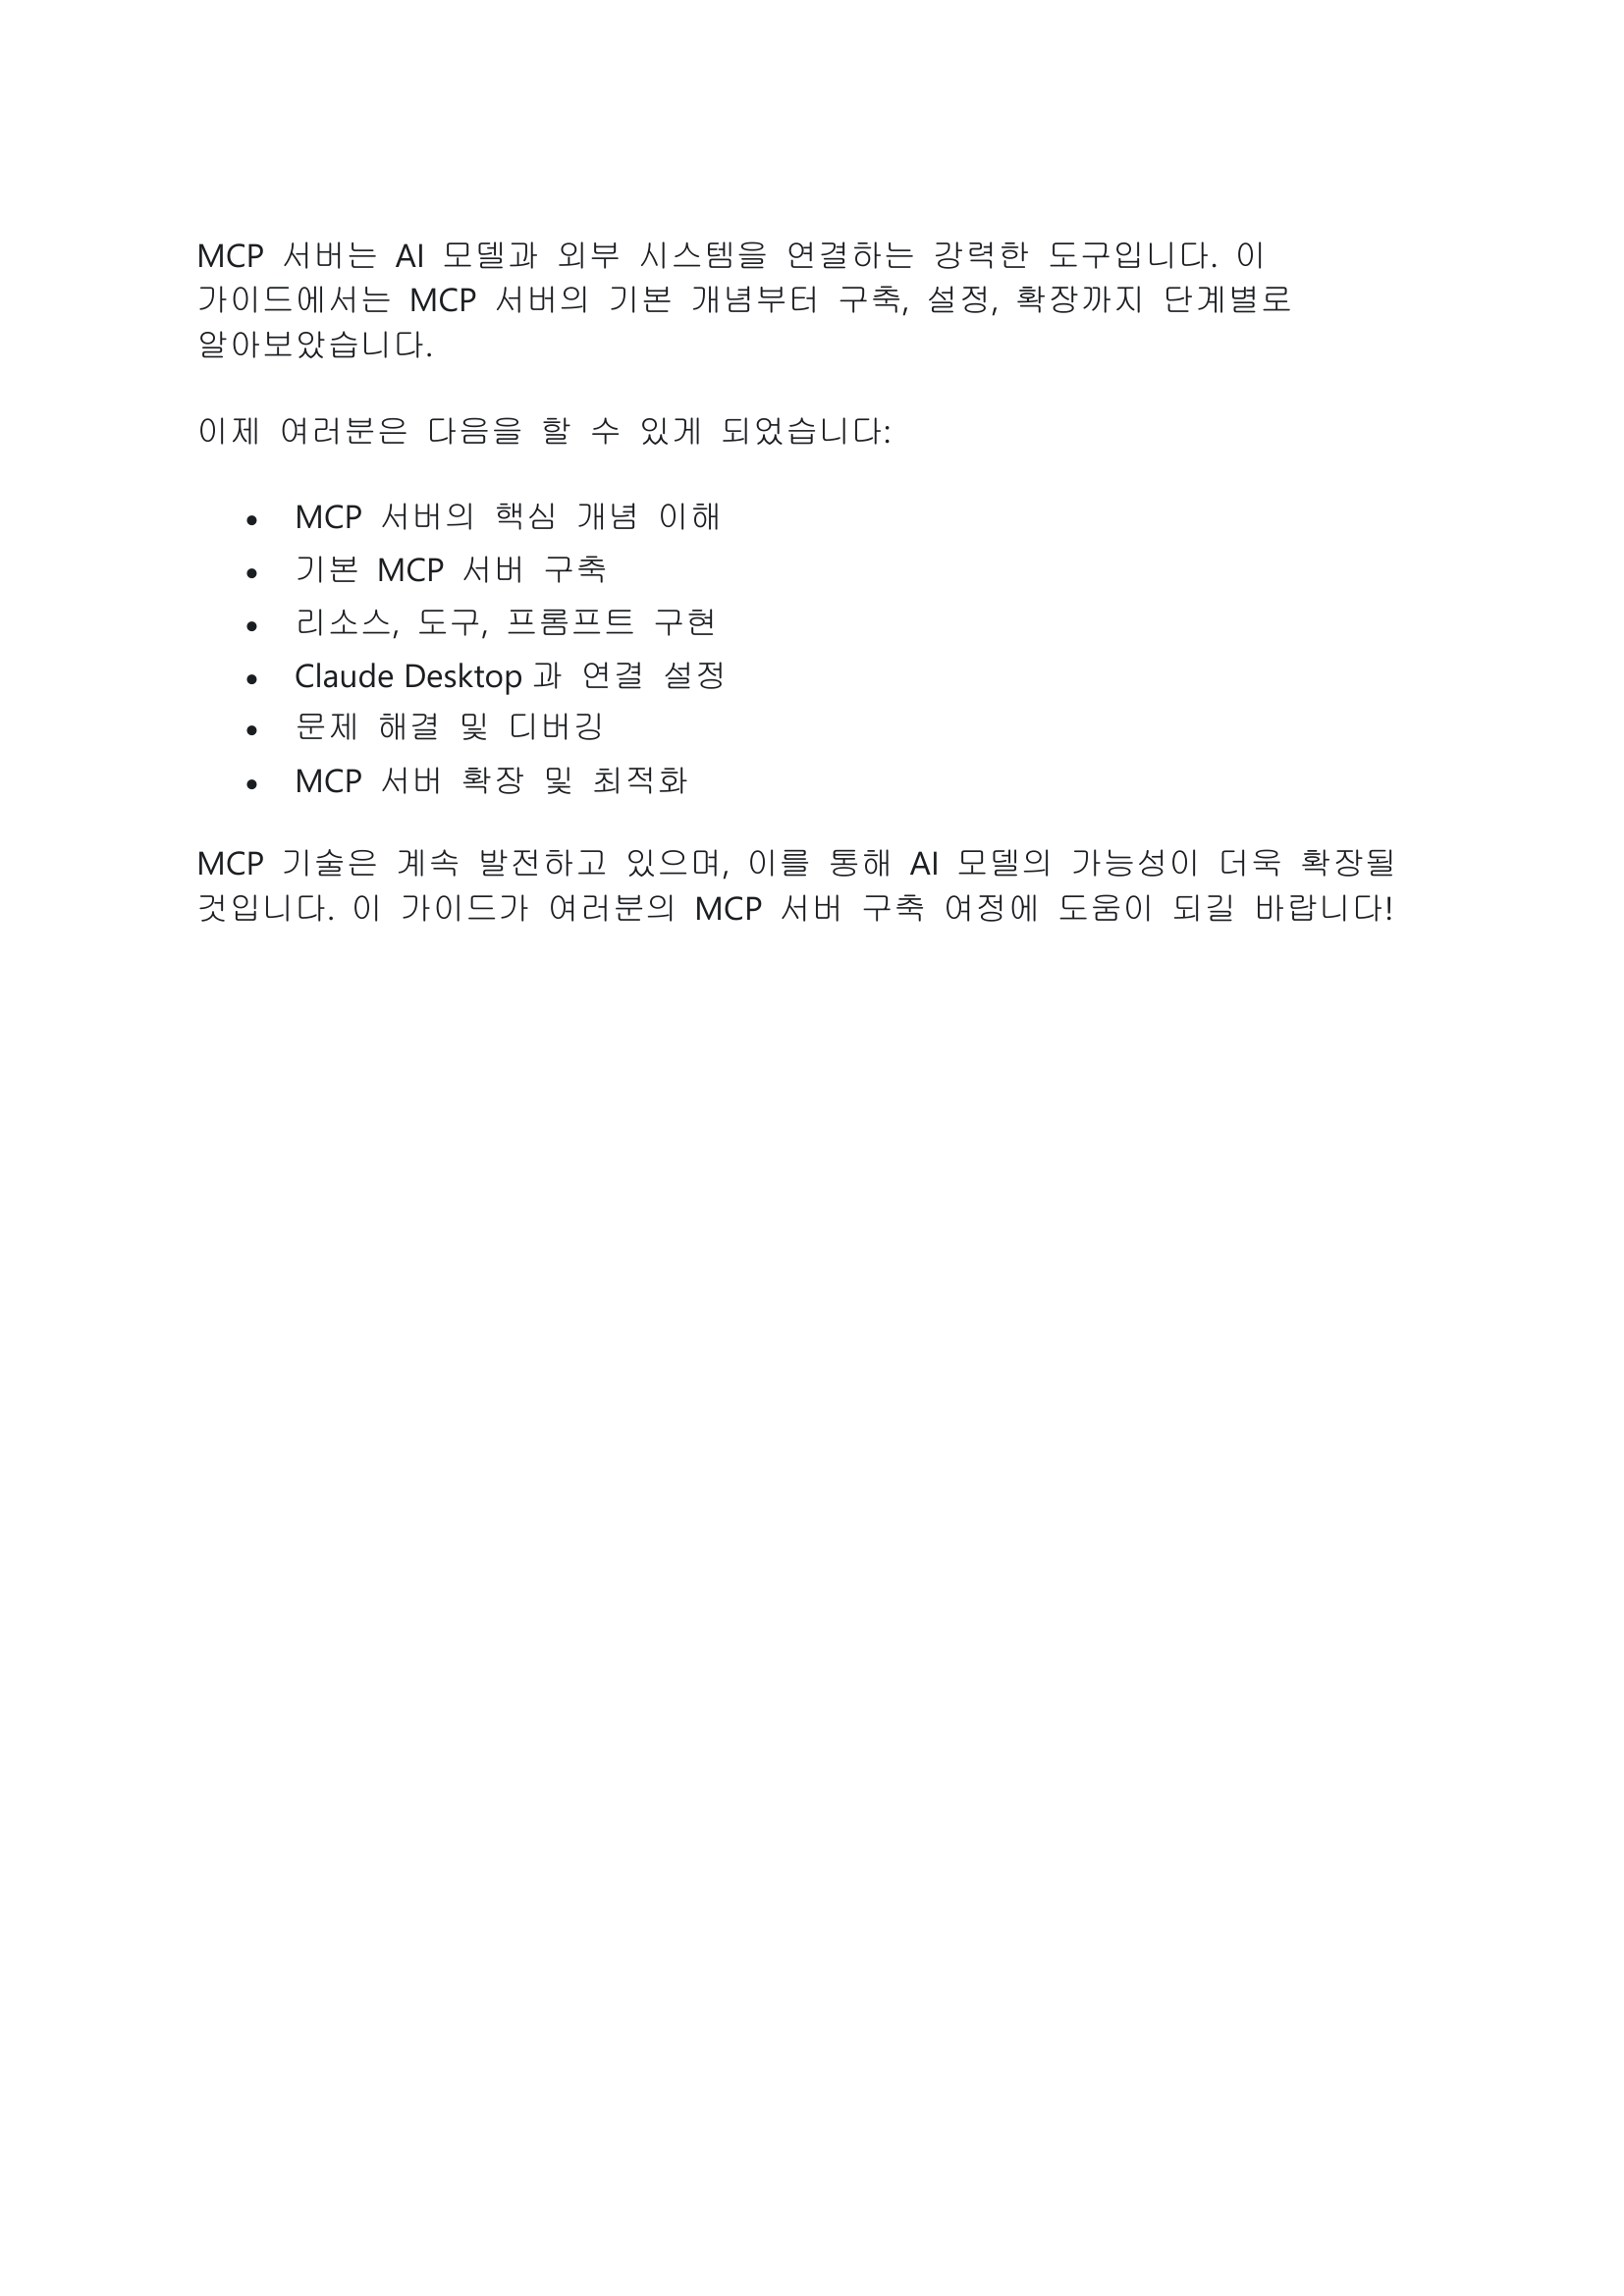 MCP 서버는 AI 모델과 외부 시스템을 연결하는 강력한 도구입니다. 이
가이드에서는 MCP 서버의 기본 개념부터 구축, 설정, 확장까지 단계별로
알아보았습니다.
이제 여러분은 다음을 할 수 있게 되었습니다:
• MCP 서버의 핵심 개념 이해
• 기본 MCP 서버 구축
• 리소스, 도구, 프롬프트 구현
• Claude Desktop과 연결 설정
• 문제 해결 및 디버깅
• MCP 서버 확장 및 최적화
MCP 기술은 계속 발전하고 있으며, 이를 통해 AI 모델의 가능성이 더욱 확장될
것입니다. 이 가이드가 여러분의 MCP 서버 구축 여정에 도움이 되길 바랍니다!